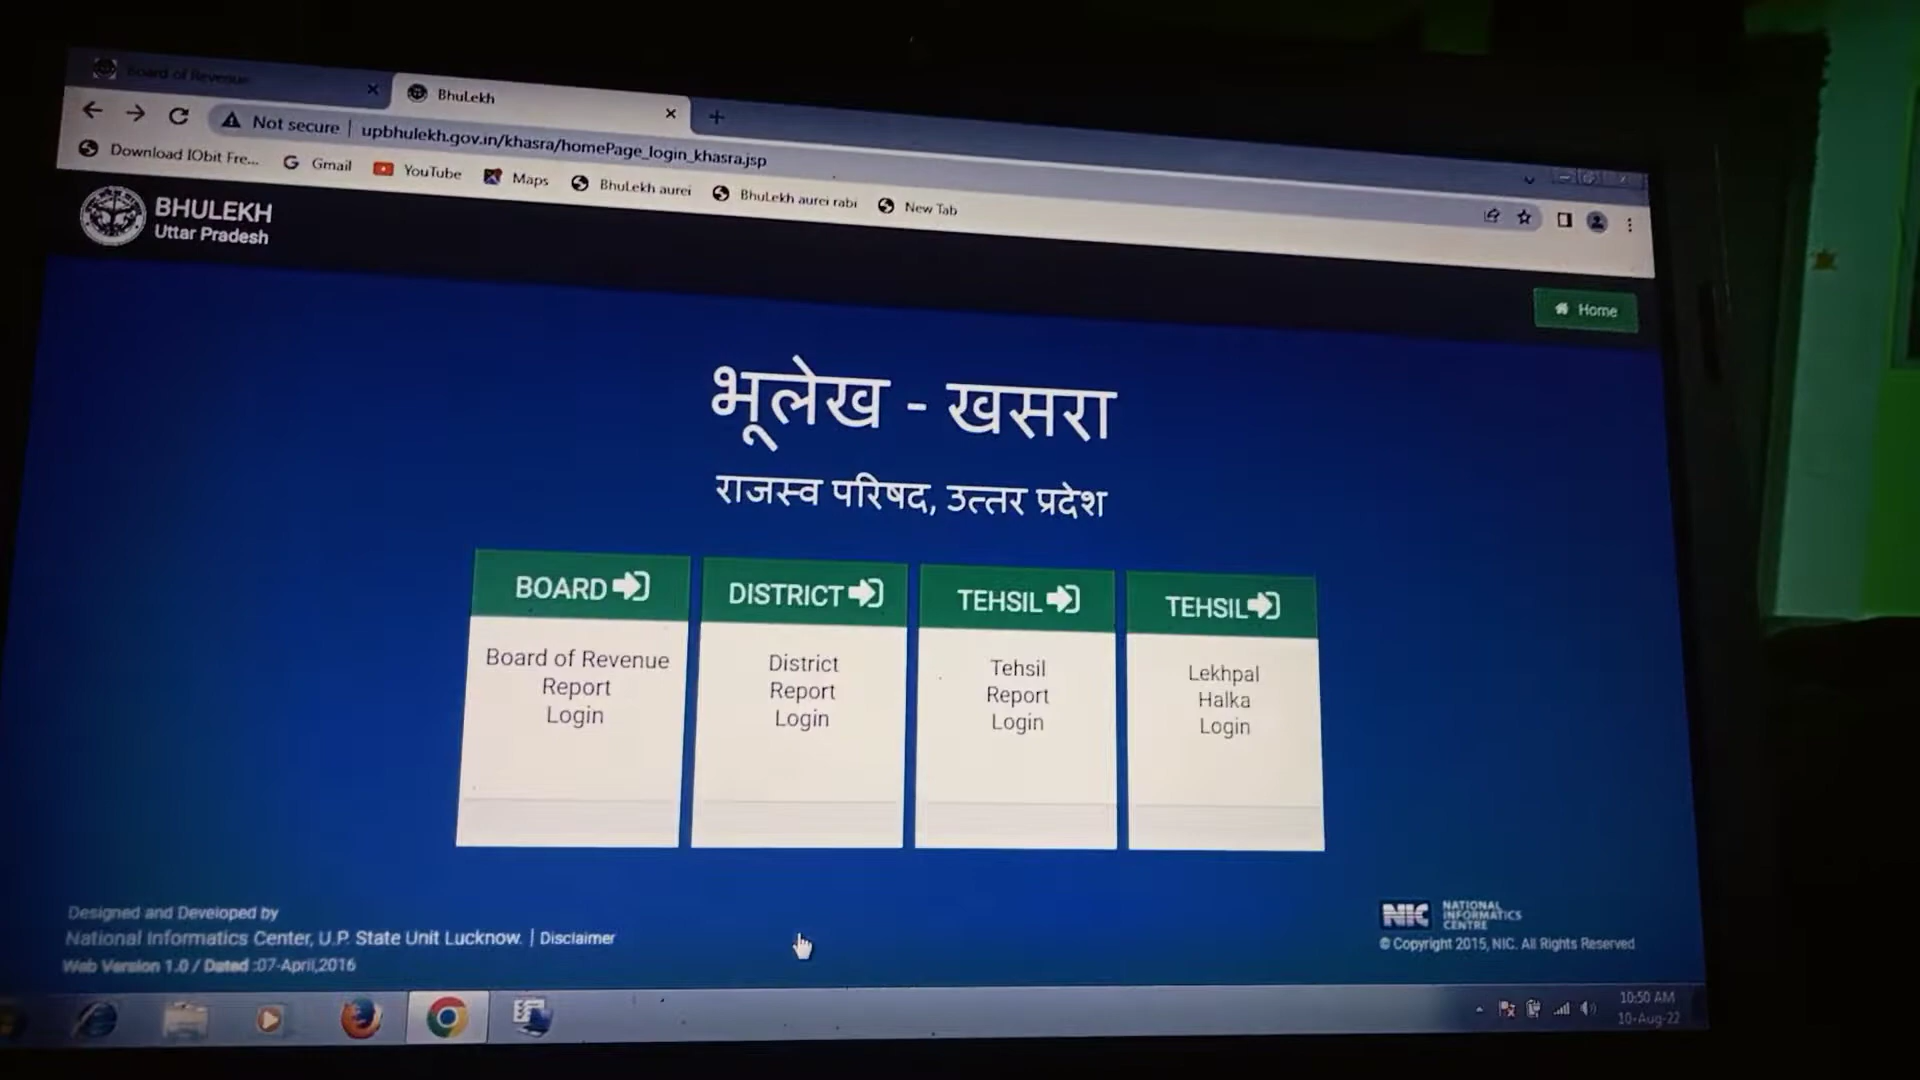 Board of Revenue
BhuLekh
Not secure | upbhulekh.gov.in/khasra/homePage_login_khasra.jsp
Download IObit Fre... Gmail YouTube Maps BhuLekh aurei BhuLekh aurei rabi New Tab
BHULEKH
Uttar Pradesh
Home
भूलेख - खसरा
राजस्व परिषद, उत्तर प्रदेश
BOARD
Board of Revenue
Report
Login
DISTRICT
District
Report
Login
TEHSIL
Tehsil
Report
Login
TEHSIL
Lekhpal
Halka
Login
Designed and Developed by
National Informatics Center, U.P. State Unit Lucknow. | Disclaimer
Web Version 1.0 / Dated :07-April,2016
NIC NATIONAL
INFORMATICS
CENTRE
© Copyright 2015, NIC. All Rights Reserved
10:50 AM
10-Aug-22